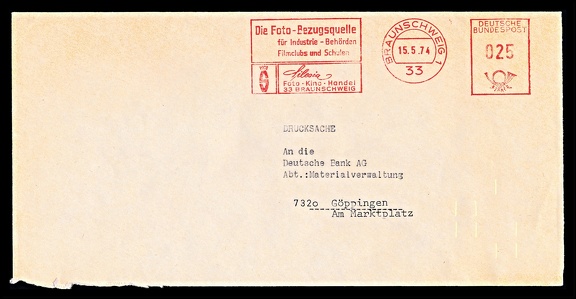 Die Foto-Bezugsquelle
für Industrie - Behörden
Filmclubs und Schulen
Silesia
Foto - Kino - Handel
33 BRAUNSCHWEIG
BRAUNSCHWEIG 1
15.5.74
33
DEUTSCHE
BUNDESPOST
025
DRUCKSACHE
An die
Deutsche Bank AG
Abt.:Materialverwaltung
732o Göppingen
Am Marktplatz